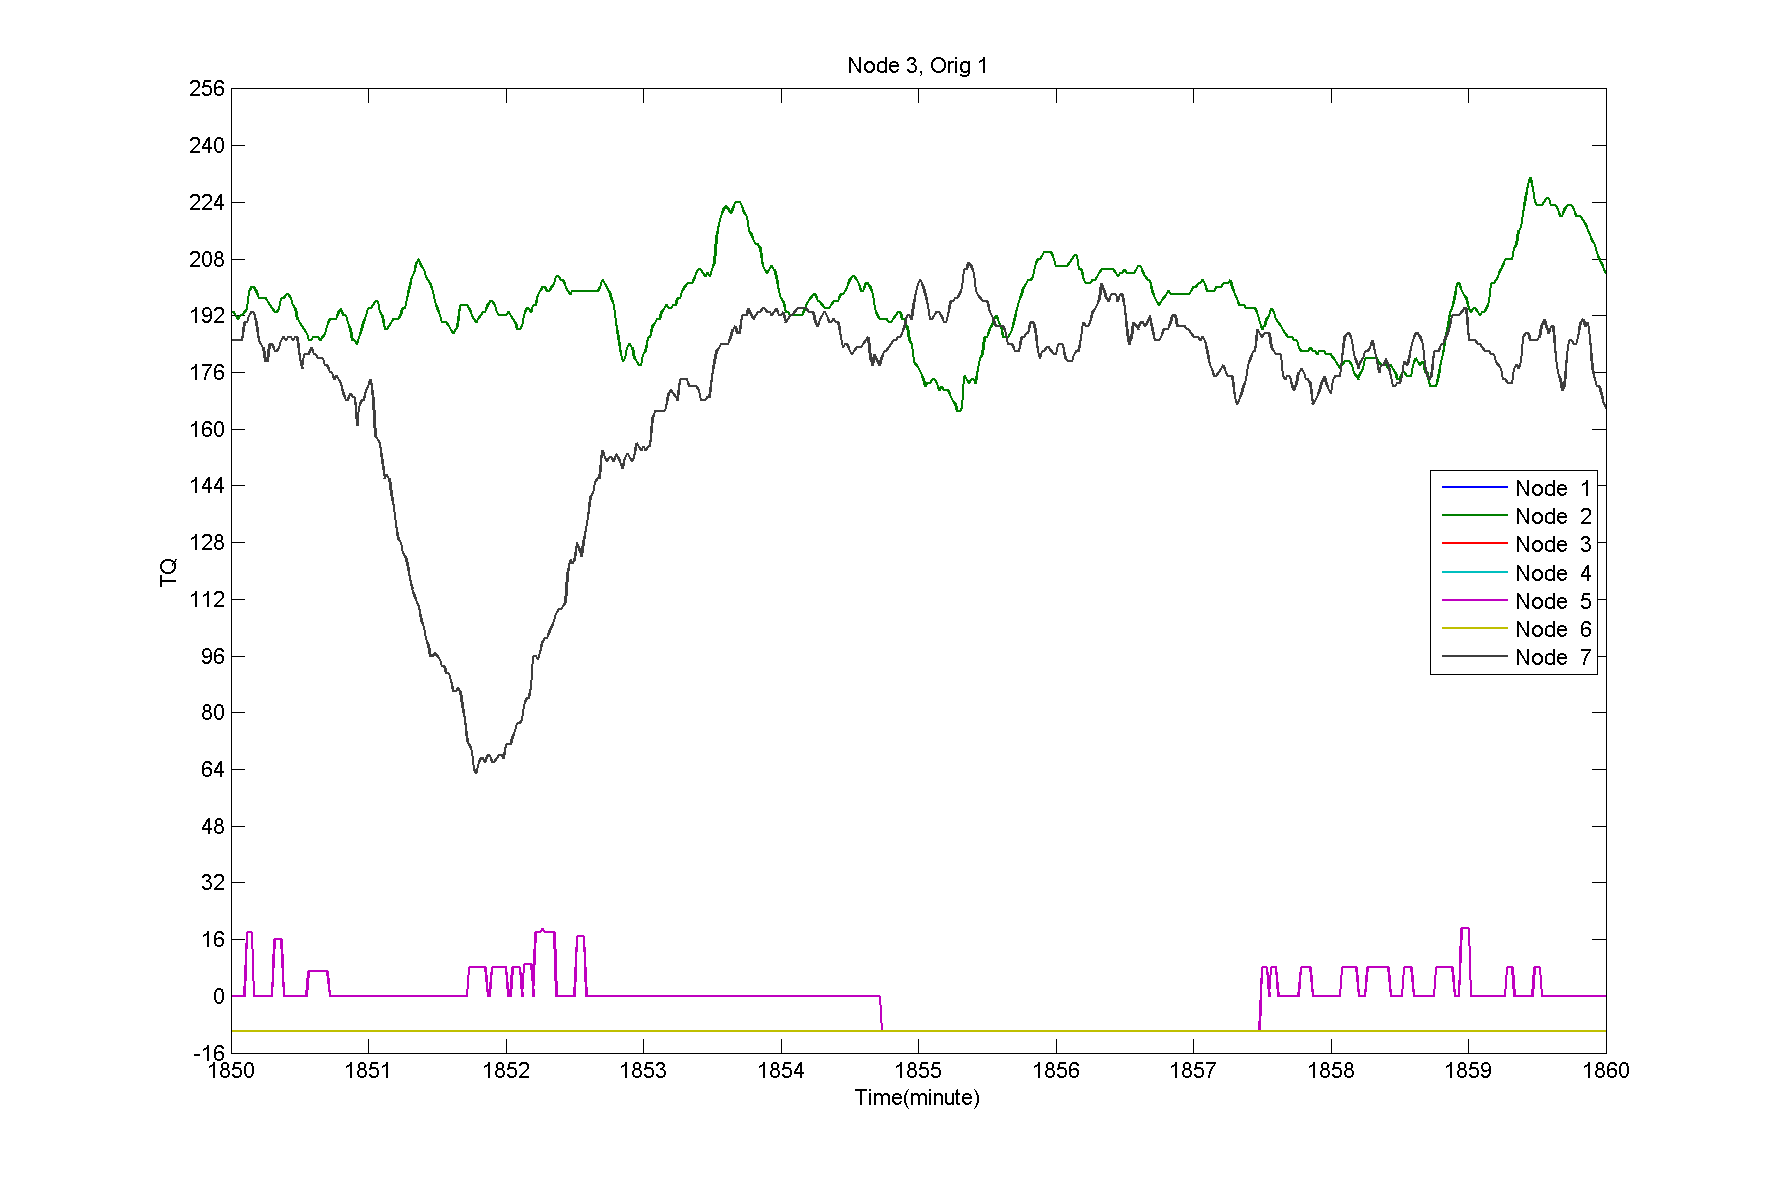 Node 3, Orig 1
256
240
224
208
192
176
160
144
128
112
96
80
64
48
32
16
0
-16
TQ
Node 1
Node 2
Node 3
Node 4
Node 5
Node 6
Node 7
1850 1851 1852 1853 1854 1855 1856 1857 1858 1859 1860
Time(minute)